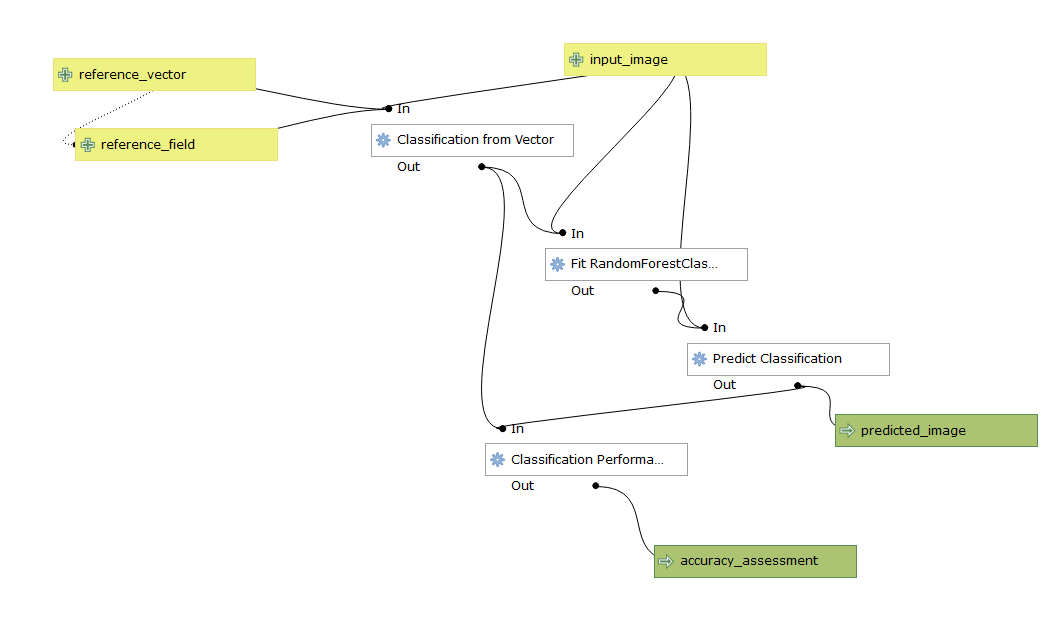 input_image
reference_vector
In
Classification from Vector
reference_field
Out
In
Fit RandomForestClas...
Out
In
Predict Classification
Out
In
predicted_image
Classification Performa...
Out
accuracy_assessment